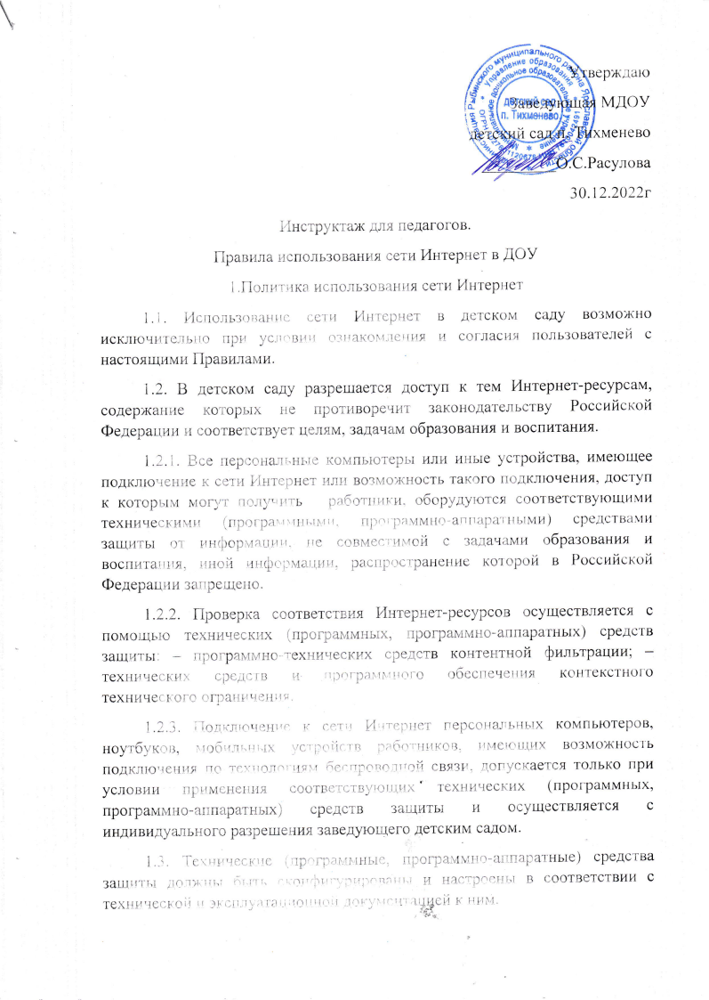 Утверждаю
Заведующая МДОУ
детский сад п. Тихменево
О.С.Расулова
30.12.2022г
детский сад
п. Тихменево
Инструктаж для педагогов.
Правила использования сети Интернет в ДОУ
1.Политика использования сети Интернет
1.1. Использование сети Интернет в детском саду возможно
исключительно при условии ознакомления и согласия пользователей с
настоящими Правилами.
1.2. В детском саду разрешается доступ к тем Интернет-ресурсам,
содержание которых не противоречит законодательству Российской
Федерации и соответствует целям, задачам образования и воспитания.
1.2.1. Все персональные компьютеры или иные устройства, имеющее
подключение к сети Интернет или возможность такого подключения, доступ
к которым могут получить работники, оборудуются соответствующими
техническими (программными, программно-аппаратными) средствами
защиты от информации, не совместимой с задачами образования и
воспитания, иной информации, распространение которой в Российской
Федерации запрещено.
1.2.2. Проверка соответствия Интернет-ресурсов осуществляется с
помощью технических (программных, программно-аппаратных) средств
защиты: – программно-технических средств контентной фильтрации; –
технических средств и программного обеспечения контекстного
технического ограничения.
1.2.3. Подключение к сети Интернет персональных компьютеров,
ноутбуков, мобильных устройств работников, имеющих возможность
подключения по технологиям беспроводной связи, допускается только при
условии применения соответствующих технических (программных,
программно-аппаратных) средств защиты и осуществляется с
индивидуального разрешения заведующего детским садом.
1.3. Технические (программные, программно-аппаратные) средства
защиты должны быть сконфигурированы и настроены в соответствии с
технической и эксплуатационной документацией к ним.